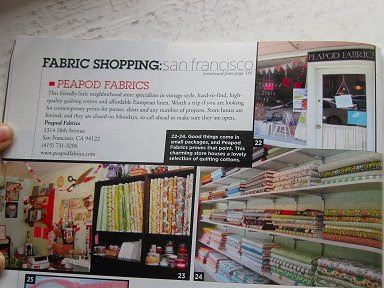 FABRIC SHOPPING:san francisco
(continued from page 19)
PEAPOD FABRICS
This friendly little neighborhood store specializes in vintage style, hard-to-find, high-
quality quilting cotton and affordable European linen. Worth a trip if you are looking
for contemporary prints for purses, skirts and any number of projects. Store hours are
limited, and they are closed on Mondays, so call ahead to make sure they are open.
Peapod Fabrics
1314 18th Avenue
San Francisco, CA 94122
(415) 731-3206
www.peapodfabrics.com
PEAPOD FABRICS
22-24. Good things come in
small packages, and Peapod
Fabrics proves that point. This
charming store houses a lovely
selection of quilting cottons.
22
23
24
25